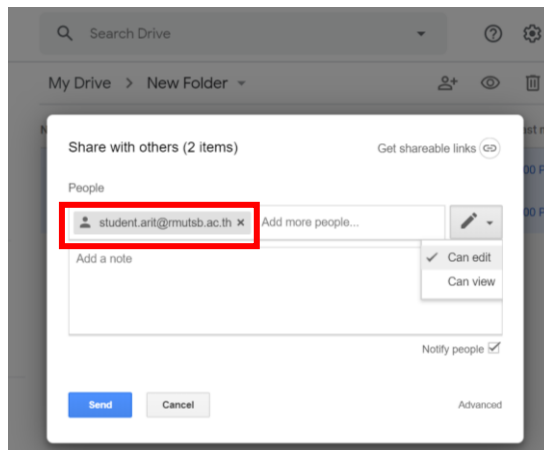 Search Drive
My Drive > New Folder
Share with others (2 items)
Get shareable links
People
student.arit@rmutsb.ac.th × Add more people...
Add a note
Can edit
Can view
Notify people
Send
Cancel
Advanced